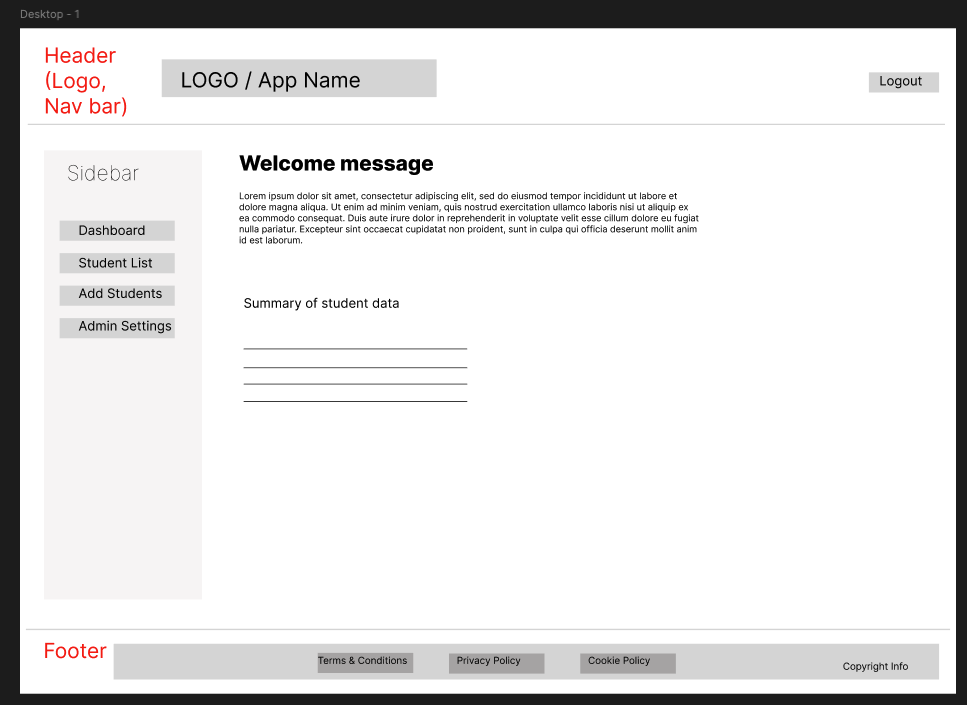 Desktop - 1
Header
(Logo,
Nav bar)
LOGO / App Name
Logout
Sidebar
Dashboard
Student List
Add Students
Admin Settings
Welcome message
Lorem ipsum dolor sit amet, consectetur adipiscing elit, sed do eiusmod tempor incididunt ut labore et
dolore magna aliqua. Ut enim ad minim veniam, quis nostrud exercitation ullamco laboris nisi ut aliquip ex
ea commodo consequat. Duis aute irure dolor in reprehenderit in voluptate velit esse cillum dolore eu fugiat
nulla pariatur. Excepteur sint occaecat cupidatat non proident, sunt in culpa qui officia deserunt mollit anim
id est laborum.
Summary of student data
Footer
Terms & Conditions
Privacy Policy
Cookie Policy
Copyright Info